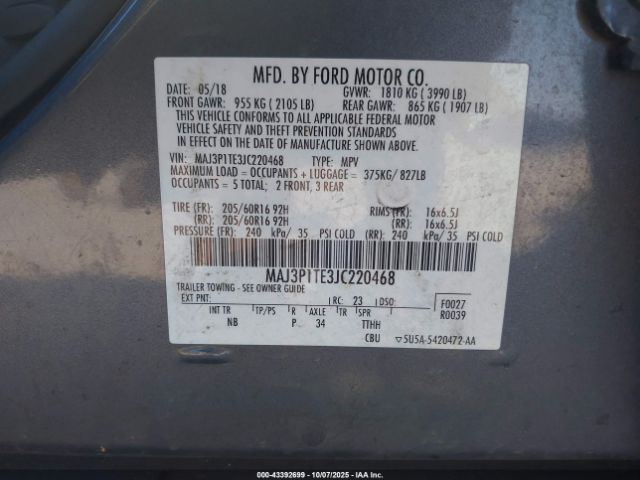 MFD. BY FORD MOTOR CO.
DATE: 05/18 GVWR: 1810 KG ( 3990 LB)
FRONT GAWR: 955 KG ( 2105 LB) REAR GAWR: 865 KG ( 1907 LB)
THIS VEHICLE CONFORMS TO ALL APPLICABLE FEDERAL MOTOR
VEHICLE SAFETY AND THEFT PREVENTION STANDARDS
IN EFFECT ON THE DATE OF MANUFACTURE SHOWN ABOVE.
VIN: MAJ3P1TE3JC220468 TYPE: MPV
MAXIMUM LOAD = OCCUPANTS + LUGGAGE = 375KG/ 827LB
OCCUPANTS = 5 TOTAL; 2 FRONT, 3 REAR
TIRE (FR): 205/60R16 92H RIMS(FR): 16x6.5J
(RR): 205/60R16 92H (RR): 16x6.5J
PRESSURE (FR): 240 kPa/ 35 PSI COLD (RR): 240 kPa/ 35 PSI COLD
MAJ3P1TE3JC220468
TRAILER TOWING - SEE OWNER GUIDE
EXT PNT: RC: 23 DSO: F0027
R0039
INT TR TP/PS R AXLE TR SPR
NB P 34 TTHH
CBU ▽5U5A-5420472-AA
000-43392699 - 10/07/2025 - IAAI.com